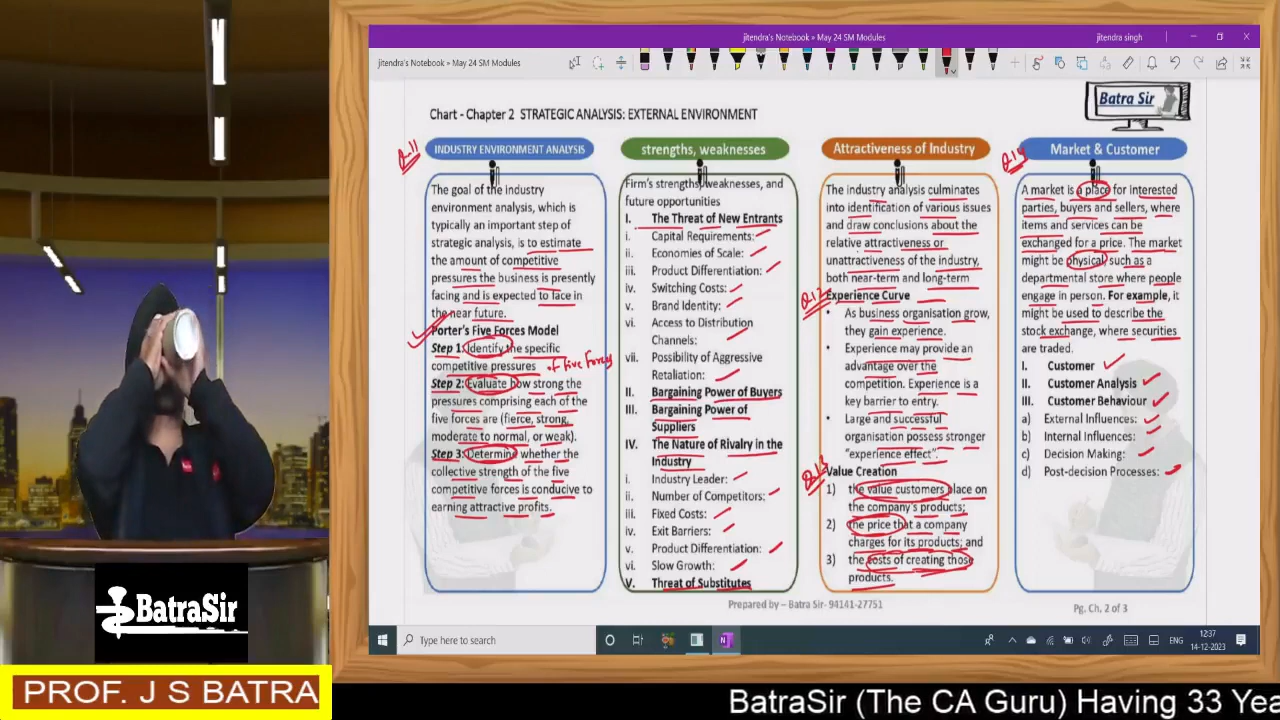 jitendra's Notebook » May 24 SM Modules
jitendra singh
jitendra's Notebook » May 24 SM Modules
Chart - Chapter 2 STRATEGIC ANALYSIS: EXTERNAL ENVIRONMENT
Batra Sir
Q-11
INDUSTRY ENVIRONMENT ANALYSIS
The goal of the industry
environment analysis, which is
typically an important step of
strategic analysis, is to estimate
the amount of competitive
pressures the business is presently
facing and is expected to face in
the near future.
Porter's Five Forces Model
Step 1: Identify the specific
competitive pressures of five forces
Step 2: Evaluate how strong the
pressures comprising each of the
five forces are (fierce, strong,
moderate to normal, or weak).
Step 3: Determine whether the
collective strength of the five
competitive forces is conducive to
earning attractive profits.
strengths, weaknesses
Firm's strengths, weaknesses, and
future opportunities
I. The Threat of New Entrants
i. Capital Requirements:
ii. Economies of Scale:
iii. Product Differentiation:
iv. Switching Costs:
v. Brand Identity:
vi. Access to Distribution
Channels:
vii. Possibility of Aggressive
Retaliation:
II. Bargaining Power of Buyers
III. Bargaining Power of
Suppliers
IV. The Nature of Rivalry in the
Industry
i. Industry Leader:
ii. Number of Competitors:
iii. Fixed Costs:
iv. Exit Barriers:
v. Product Differentiation:
vi. Slow Growth:
V. Threat of Substitutes
Attractiveness of Industry
The industry analysis culminates
into identification of various issues
and draw conclusions about the
relative attractiveness or
unattractiveness of the industry,
both near-term and long-term
Q-12
Experience Curve
• As business organisation grow,
they gain experience.
• Experience may provide an
advantage over the
competition. Experience is a
key barrier to entry.
• Large and successful
organisation possess stronger
"experience effect".
Q-13
Value Creation
1) the value customers place on
the company's products;
2) the price that a company
charges for its products; and
3) the costs of creating those
products.
Q-14
Market & Customer
A market is a place for interested
parties, buyers and sellers, where
items and services can be
exchanged for a price. The market
might be physical such as a
departmental store where people
engage in person. For example, it
might be used to describe the
stock exchange, where securities
are traded.
I. Customer
II. Customer Analysis
III. Customer Behaviour
a) External Influences:
b) Internal Influences:
c) Decision Making:
d) Post-decision Processes:
Prepared by – Batra Sir- 94141-27751
Pg. Ch, 2 of 3
Type here to search
ENG
12:37
14-12-2023
BatraSir
PROF. J S BATRA
BatraSir (The CA Guru) Having 33 Yea